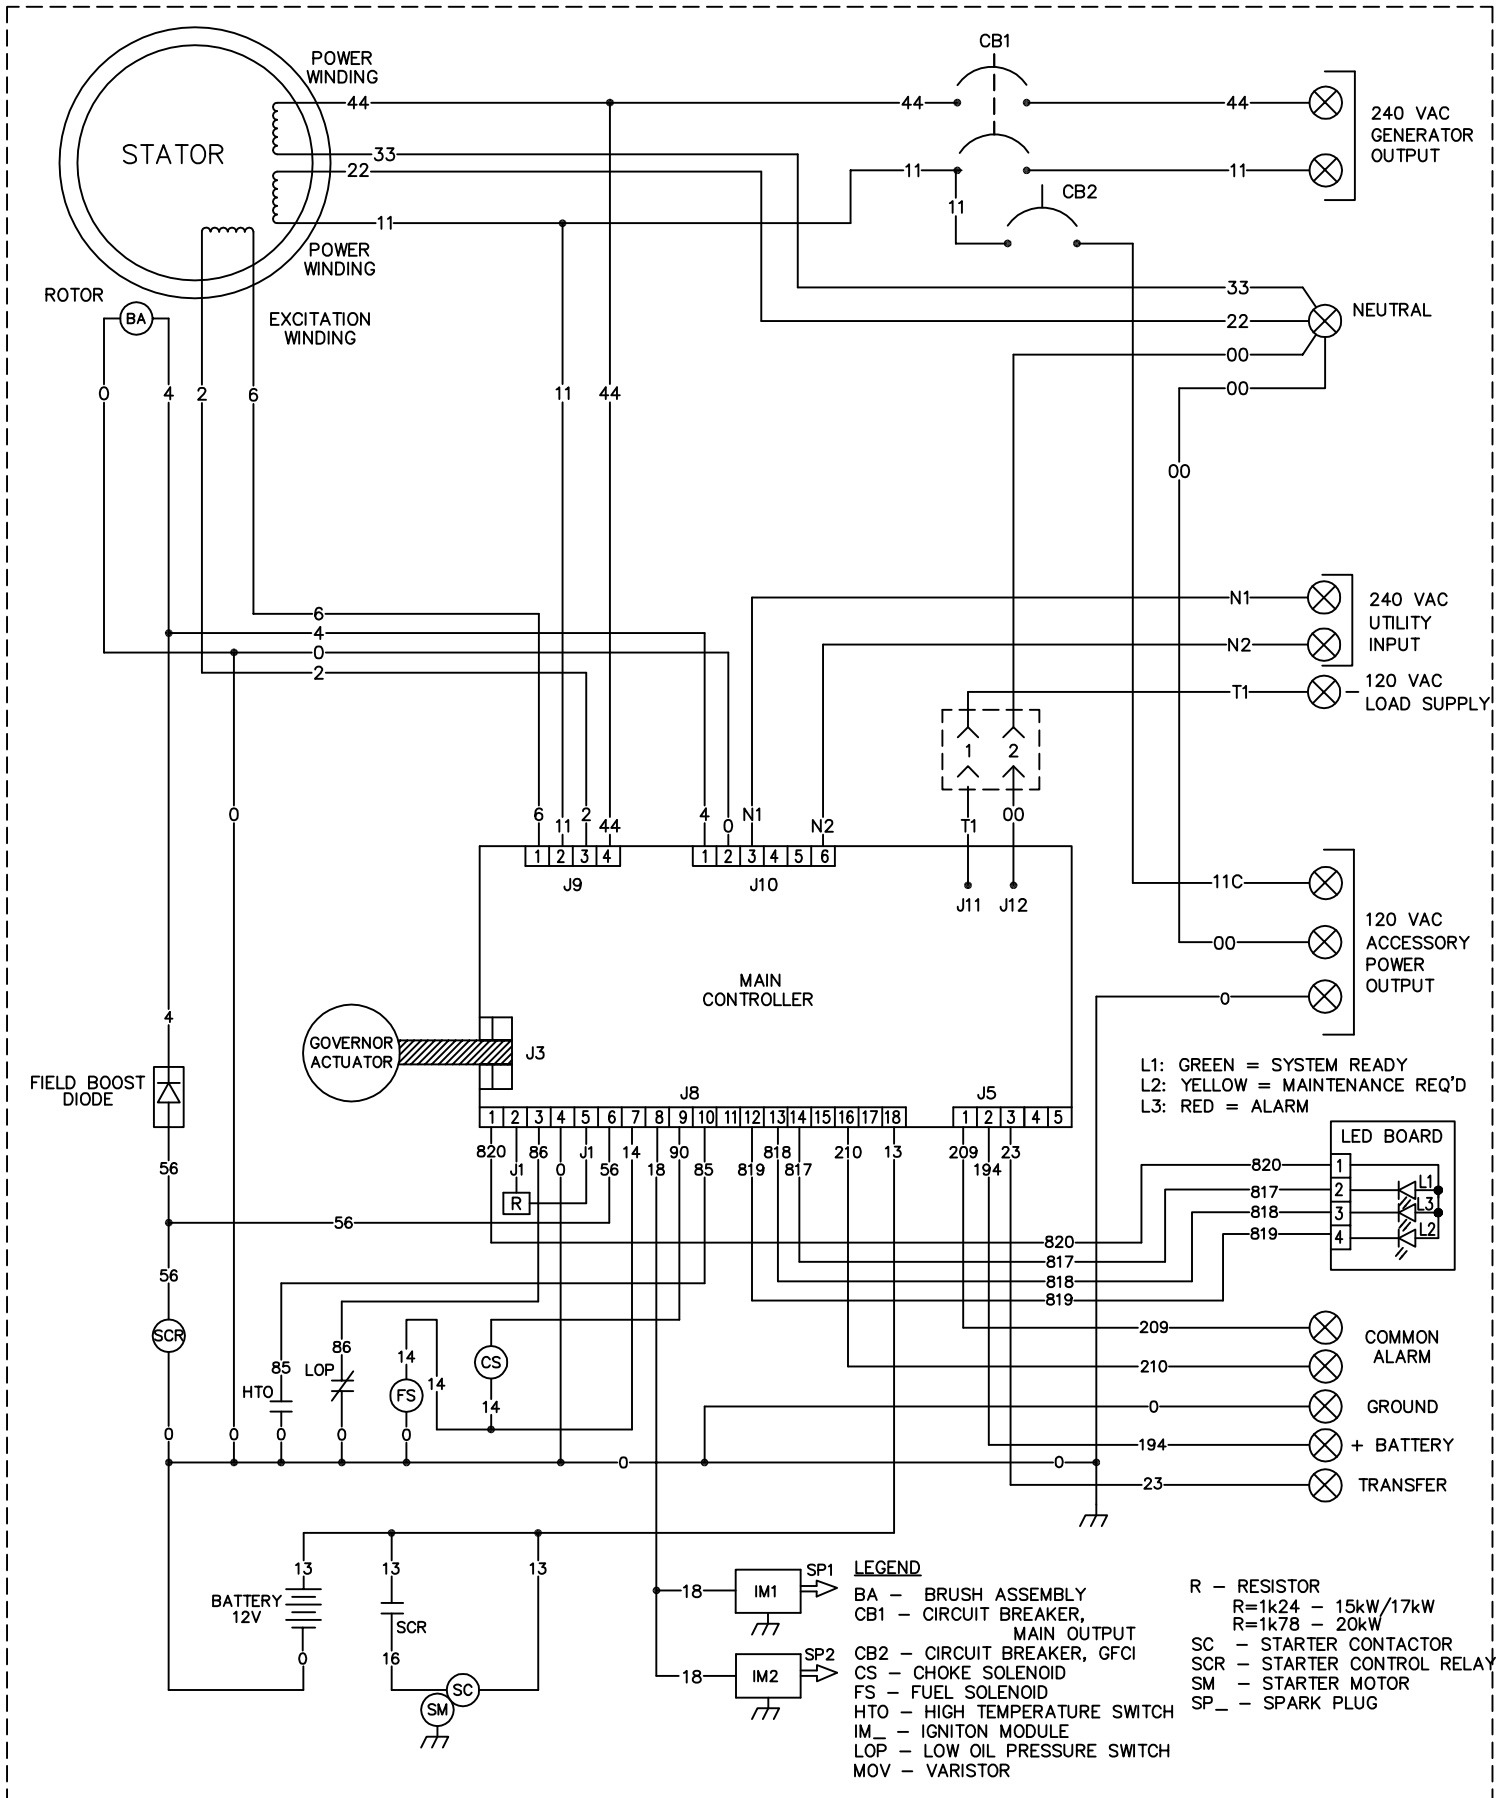 CB1
POWER
WINDING
44
44
44
240 VAC
GENERATOR
OUTPUT
STATOR
33
22
11
11
11
CB2
11
POWER
WINDING
ROTOR
BA
EXCITATION
WINDING
33
22
NEUTRAL
00
00
0
4
2
6
11
44
00
6
4
0
2
N1
240 VAC
UTILITY
INPUT
N2
T1
120 VAC
LOAD SUPPLY
1
2
0
6
11
2
44
4
0
N1
N2
T1
00
1
2
3
4
J9
1
2
3
4
5
6
J10
J11
J12
11C
120 VAC
ACCESSORY
POWER
OUTPUT
00
0
MAIN
CONTROLLER
4
GOVERNOR
ACTUATOR
J3
FIELD BOOST
DIODE
L1: GREEN = SYSTEM READY
L2: YELLOW = MAINTENANCE REQ'D
L3: RED = ALARM
J8
J5
1
2
3
4
5
6
7
8
9
10
11
12
13
14
15
16
17
18
1
2
3
4
5
820
J1
86
0
J1
56
14
18
90
85
819
818
817
210
13
209
194
23
LED BOARD
820
1
817
2
L1
818
3
L3
819
4
L2
56
R
56
56
820
817
818
819
SCR
209
COMMON
ALARM
210
85
HTO
LOP
86
14
FS
14
CS
14
0
GROUND
0
0
0
0
0
0
0
194
+ BATTERY
23
TRANSFER
13
13
13
BATTERY
12V
0
SCR
16
SC
SM
18
IM1
SP1
18
IM2
SP2
LEGEND
BA – BRUSH ASSEMBLY
CB1 – CIRCUIT BREAKER,
MAIN OUTPUT
CB2 – CIRCUIT BREAKER, GFCI
CS – CHOKE SOLENOID
FS – FUEL SOLENOID
HTO – HIGH TEMPERATURE SWITCH
IM_ – IGNITON MODULE
LOP – LOW OIL PRESSURE SWITCH
MOV – VARISTOR
R – RESISTOR
R=1k24 – 15kW/17kW
R=1k78 – 20kW
SC – STARTER CONTACTOR
SCR – STARTER CONTROL RELAY
SM – STARTER MOTOR
SP_ – SPARK PLUG